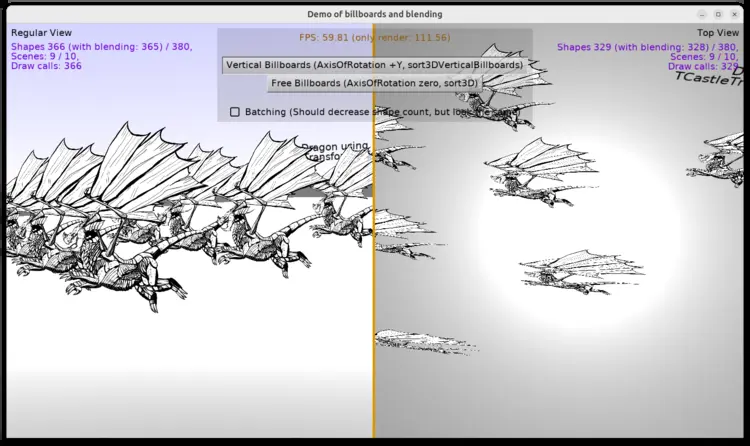 Demo of billboards and blending
Regular View
Shapes 366 (with blending: 365) / 380,
Scenes: 9 / 10,
Draw calls: 366
FPS: 59.81 (only render: 111.56)
Vertical Billboards (AxisOfRotation +Y, sort3DVerticalBillboards)
Free Billboards (AxisOfRotation zero, sort3D)
Batching (Should decrease shape count, but look the same)
Top View
Shapes 329 (with blending: 328) / 380,
Scenes: 9 / 10,
Draw calls: 329
Dragon using
Transfo
D
TCastleTr